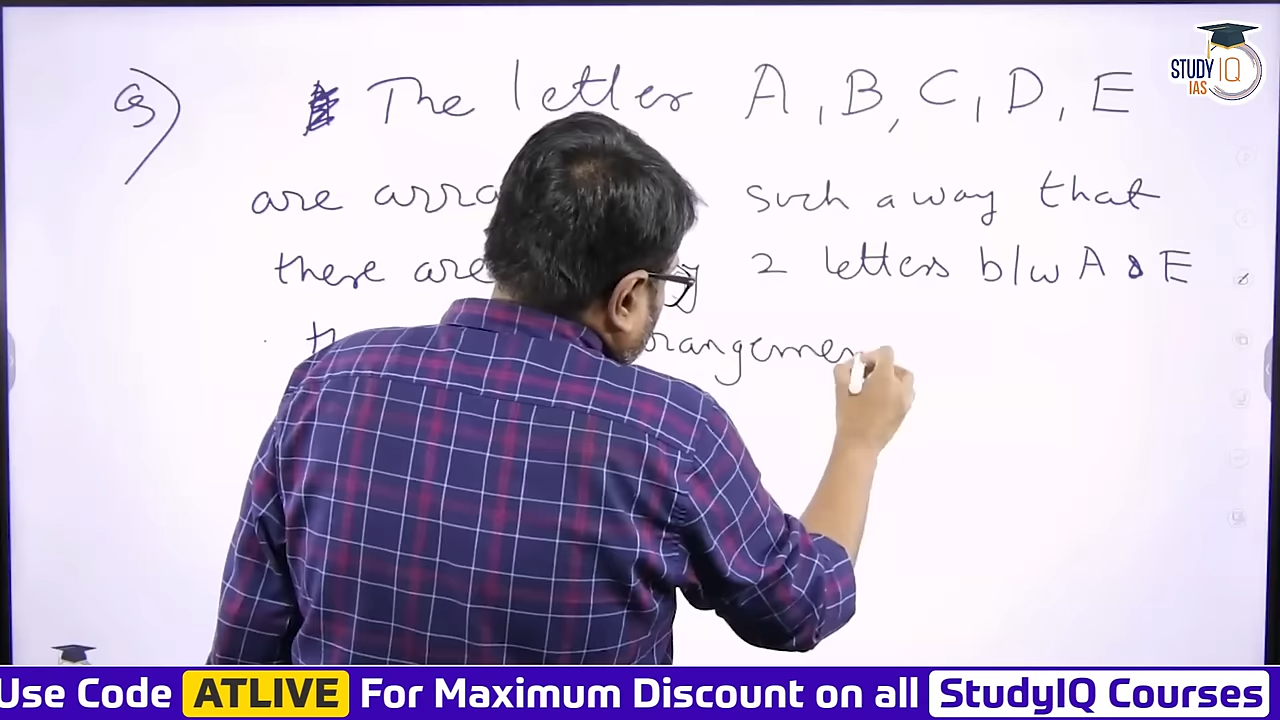 Q) The letter A, B, C, D, E
are arra such a way that
there are y 2 letters b/w A & E
rangemen
STUDY IQ
IAS
Use Code ATLIVE For Maximum Discount on all StudyIQ Courses